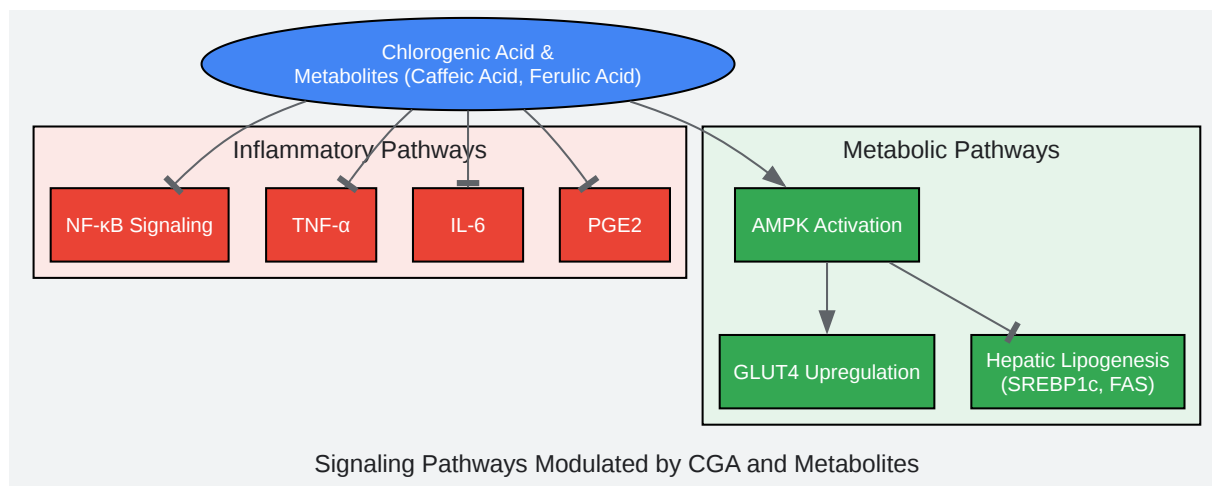 Chlorogenic Acid &
Metabolites (Caffeic Acid, Ferulic Acid)
Inflammatory Pathways
Metabolic Pathways
NF-κB Signaling
TNF-α
IL-6
PGE2
AMPK Activation
GLUT4 Upregulation
Hepatic Lipogenesis
(SREBP1c, FAS)
Signaling Pathways Modulated by CGA and Metabolites